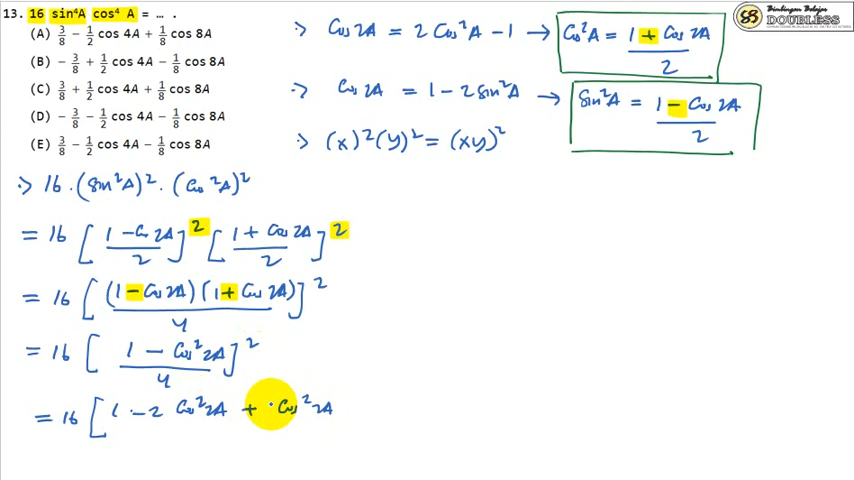 13. 16 sin⁴A cos⁴ A = … .
(A) 3/8 − 1/2 cos 4A + 1/8 cos 8A
(B) − 3/8 + 1/2 cos 4A − 1/8 cos 8A
(C) 3/8 + 1/2 cos 4A + 1/8 cos 8A
(D) − 3/8 − 1/2 cos 4A − 1/8 cos 8A
(E) 3/8 − 1/2 cos 4A − 1/8 cos 8A
Bimbingan Belajar
DOUBLESS
∴ Cos 2A = 2 Cos²A − 1 → Cos²A = (1 + Cos 2A)/2
∴ Cos 2A = 1 − 2 Sin²A → Sin²A = (1 − Cos 2A)/2
∴ (x)² (y)² = (xy)²
∴ 16 . (Sin²A)² . (Cos²A)²
= 16 [(1 − Cos 2A)/2]² [(1 + Cos 2A)/2]²
= 16 [(1 − Cos 2A)(1 + Cos 2A)/4]²
= 16 [(1 − Cos²2A)/4]²
= 16 [1 − 2 Cos²2A + Cos²2A